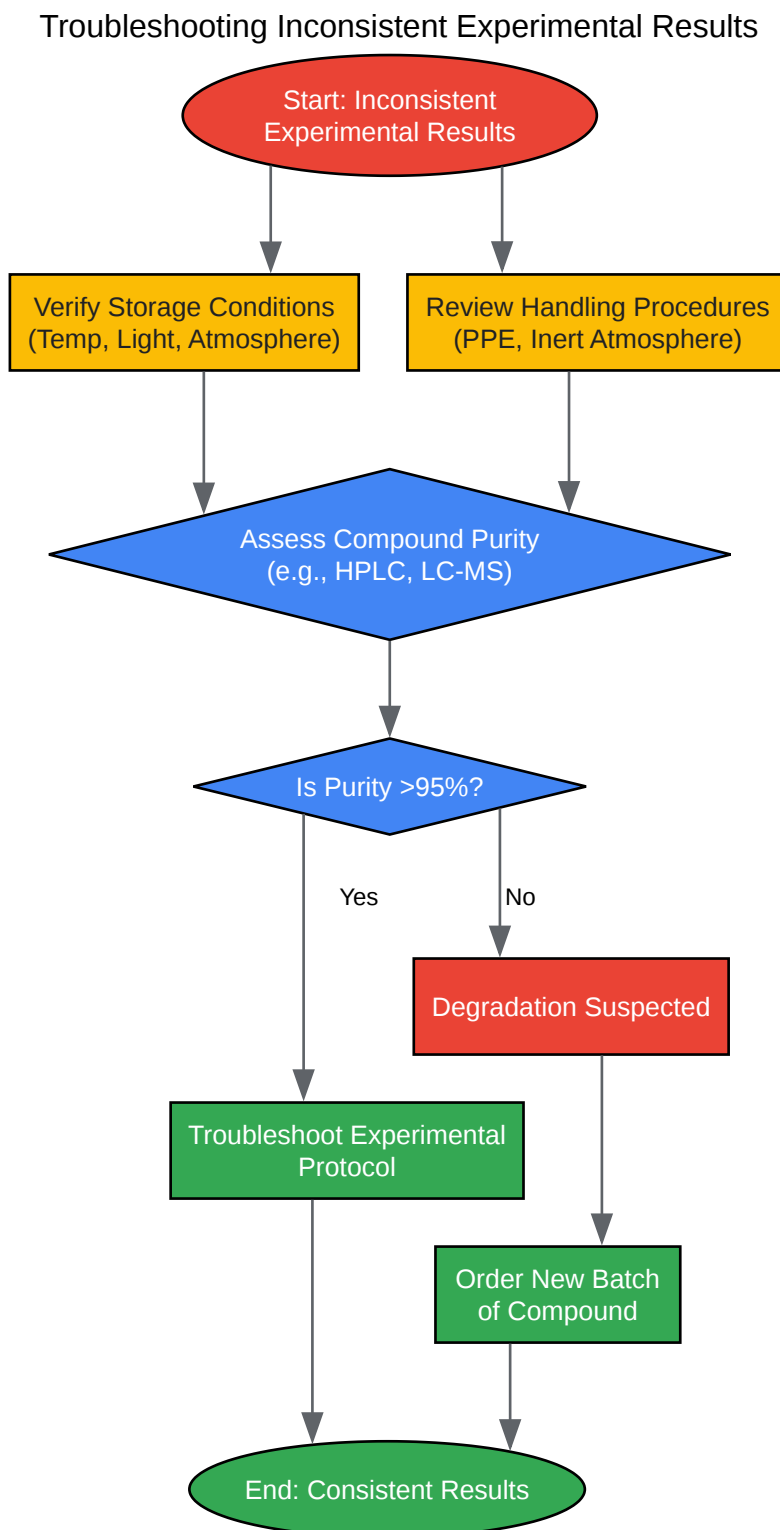 Troubleshooting Inconsistent Experimental Results
Start: Inconsistent
Experimental Results
Verify Storage Conditions
(Temp, Light, Atmosphere)
Review Handling Procedures
(PPE, Inert Atmosphere)
Assess Compound Purity
(e.g., HPLC, LC-MS)
Is Purity >95%?
Yes
No
Degradation Suspected
Troubleshoot Experimental
Protocol
Order New Batch
of Compound
End: Consistent Results